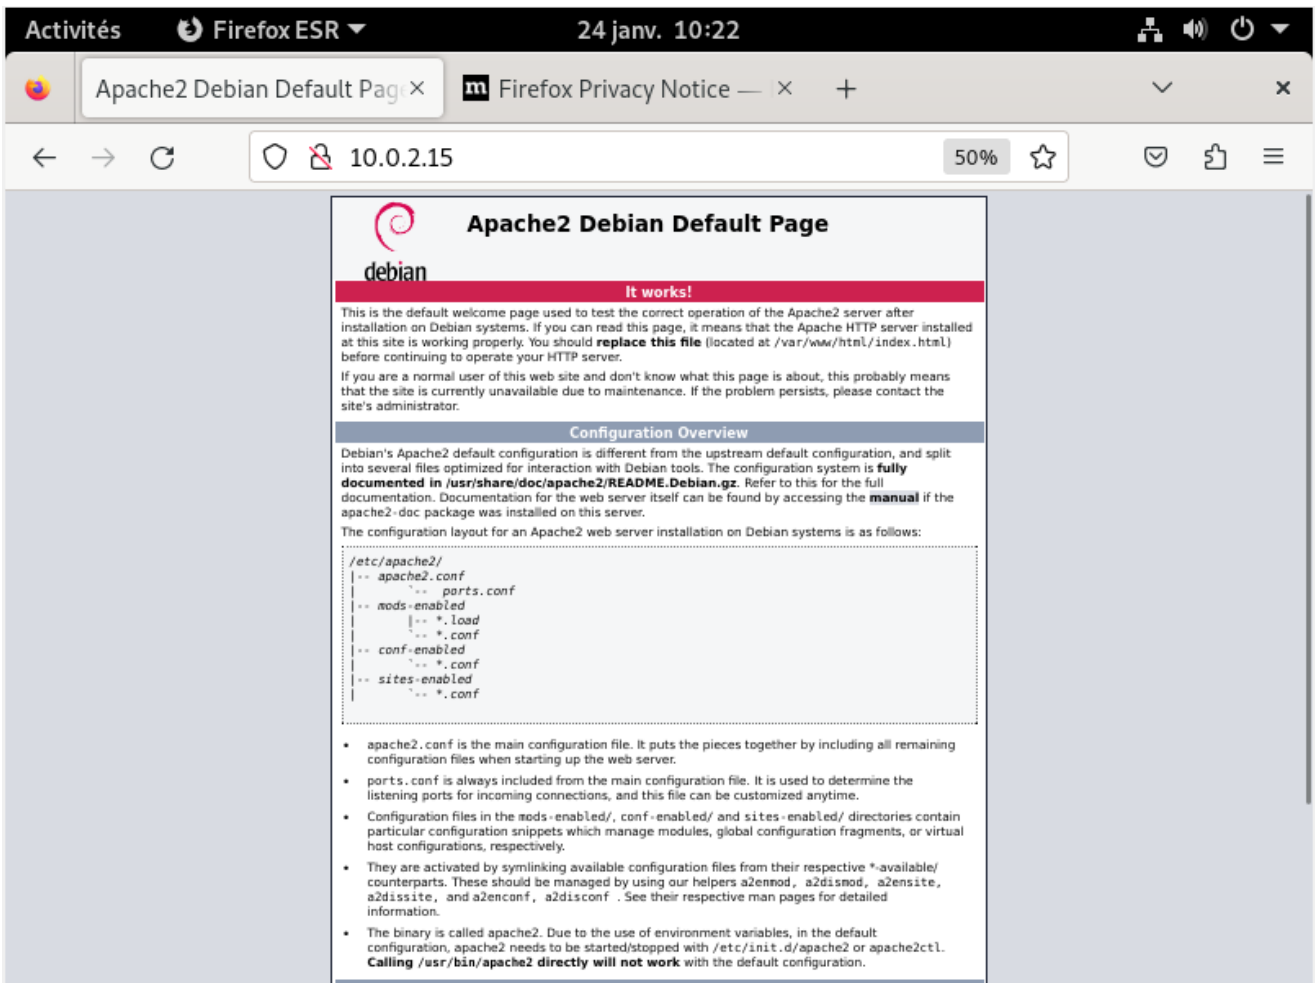 Activités Firefox ESR 24 janv. 10:22
Apache2 Debian Default Pag × m Firefox Privacy Notice — × +
10.0.2.15 50%
debian
Apache2 Debian Default Page
It works!
This is the default welcome page used to test the correct operation of the Apache2 server after
installation on Debian systems. If you can read this page, it means that the Apache HTTP server installed
at this site is working properly. You should replace this file (located at /var/www/html/index.html)
before continuing to operate your HTTP server.
If you are a normal user of this web site and don't know what this page is about, this probably means
that the site is currently unavailable due to maintenance. If the problem persists, please contact the
site's administrator.
Configuration Overview
Debian's Apache2 default configuration is different from the upstream default configuration, and split
into several files optimized for interaction with Debian tools. The configuration system is fully
documented in /usr/share/doc/apache2/README.Debian.gz. Refer to this for the full
documentation. Documentation for the web server itself can be found by accessing the manual if the
apache2-doc package was installed on this server.
The configuration layout for an Apache2 web server installation on Debian systems is as follows:
/etc/apache2/
|-- apache2.conf
|       `--  ports.conf
|-- mods-enabled
|       |-- *.load
|       `-- *.conf
|-- conf-enabled
|       `-- *.conf
|-- sites-enabled
|       `-- *.conf
• apache2.conf is the main configuration file. It puts the pieces together by including all remaining
configuration files when starting up the web server.
• ports.conf is always included from the main configuration file. It is used to determine the
listening ports for incoming connections, and this file can be customized anytime.
• Configuration files in the mods-enabled/, conf-enabled/ and sites-enabled/ directories contain
particular configuration snippets which manage modules, global configuration fragments, or virtual
host configurations, respectively.
• They are activated by symlinking available configuration files from their respective *-available/
counterparts. These should be managed by using our helpers a2enmod, a2dismod, a2ensite,
a2dissite, and a2enconf, a2disconf . See their respective man pages for detailed
information.
• The binary is called apache2. Due to the use of environment variables, in the default
configuration, apache2 needs to be started/stopped with /etc/init.d/apache2 or apache2ctl.
Calling /usr/bin/apache2 directly will not work with the default configuration.